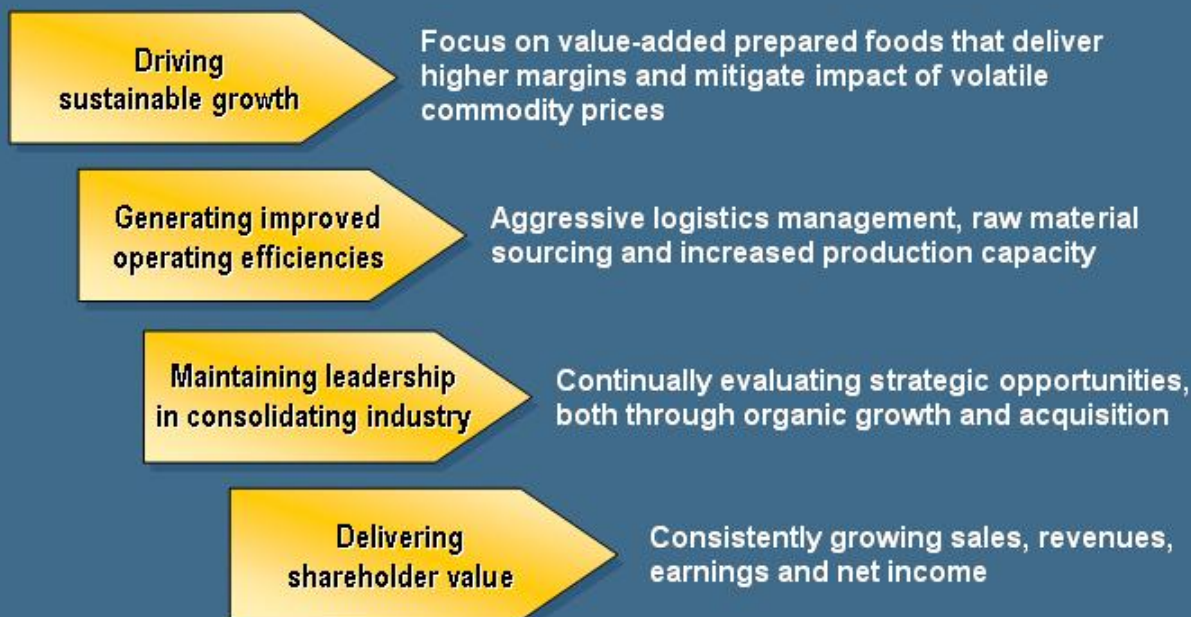 Driving
sustainable growth
Focus on value-added prepared foods that deliver
higher margins and mitigate impact of volatile
commodity prices
Generating improved
operating efficiencies
Aggressive logistics management, raw material
sourcing and increased production capacity
Maintaining leadership
in consolidating industry
Continually evaluating strategic opportunities,
both through organic growth and acquisition
Delivering
shareholder value
Consistently growing sales, revenues,
earnings and net income